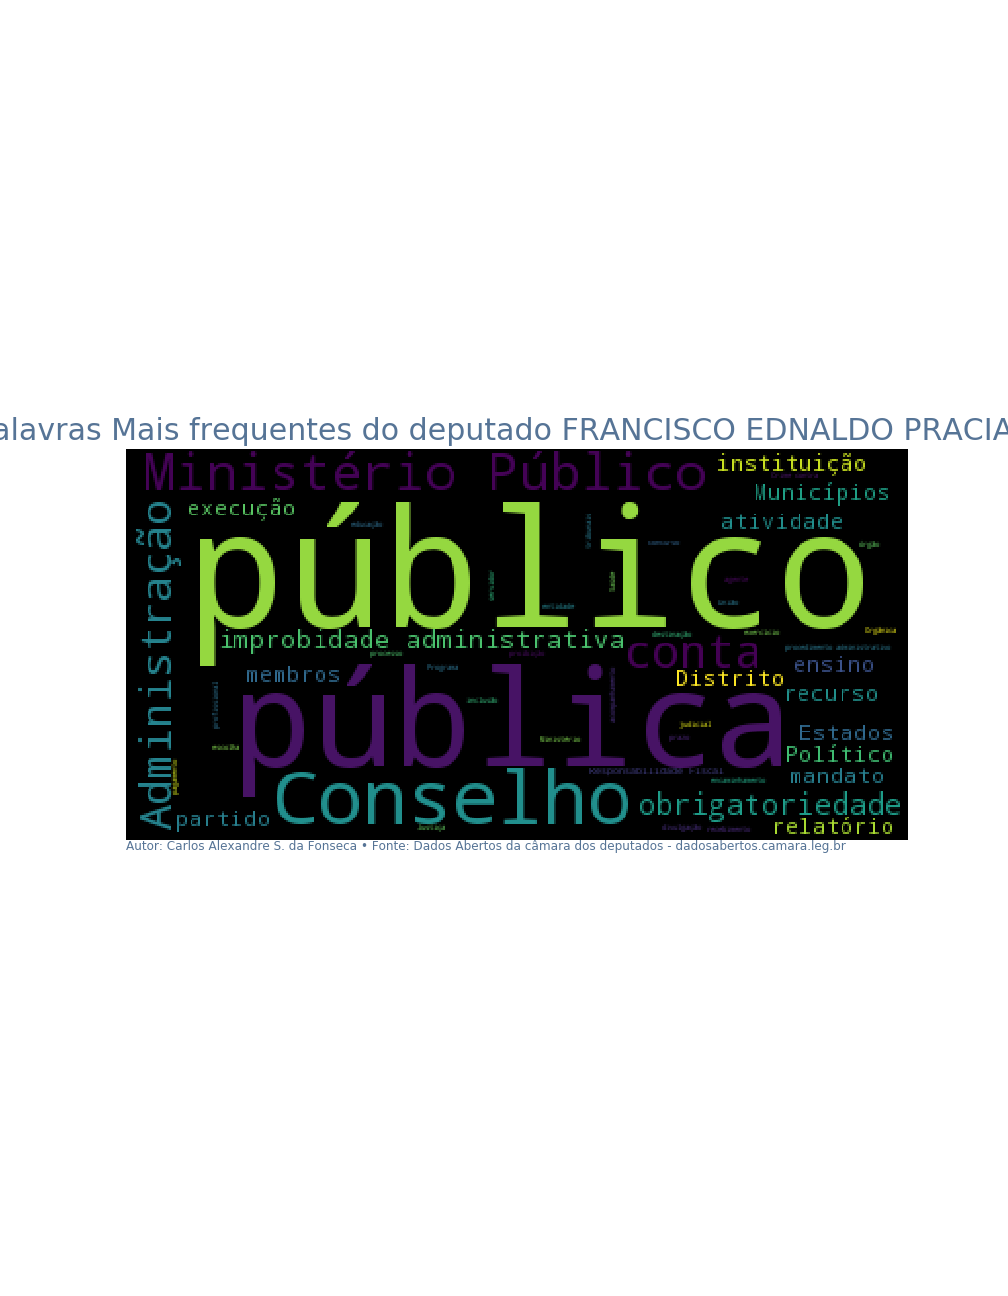 alavras Mais frequentes do deputado FRANCISCO EDNALDO PRACIA
Ministério Público
instituição
Municípios
execução
atividade
educação
Tribunais
concurso
órgão
Administração
público
servidor
Saúde
agente
entidade
União
improbidade administrativa
destinação
exercício
Orgânica
processo
conta
procedimento administrativo
membros
Programa
Distrito
ensino
recurso
profissional
pública
inclusão
acompanhamento
judicial
Estados
escolha
Ministério
prazo
Político
pagamento
Responsabilidade Fiscal
encaminhamento
mandato
Conselho
obrigatoriedade
partido
Justiça
divulgação
recebimento
relatório
Autor: Carlos Alexandre S. da Fonseca • Fonte: Dados Abertos da câmara dos deputados - dadosabertos.camara.leg.br